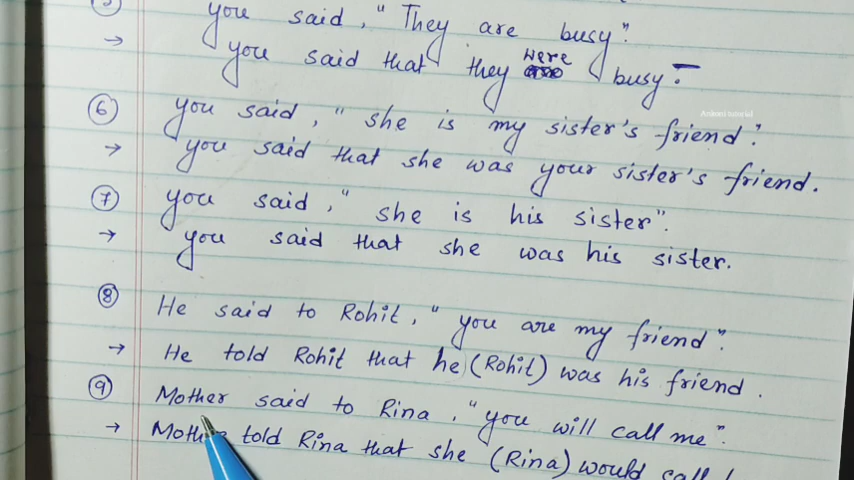 you said, "They are busy".
→ you said that they were busy.
⑥ you said, "she is my sister's friend".
→ you said that she was your sister's friend.
⑦ you said, "she is his sister".
→ you said that she was his sister.
⑧ He said to Rohit, "you are my friend".
→ He told Rohit that he (Rohit) was his friend.
⑨ Mother said to Rina, "you will call me".
→ Mother told Rina that she (Rina) would call